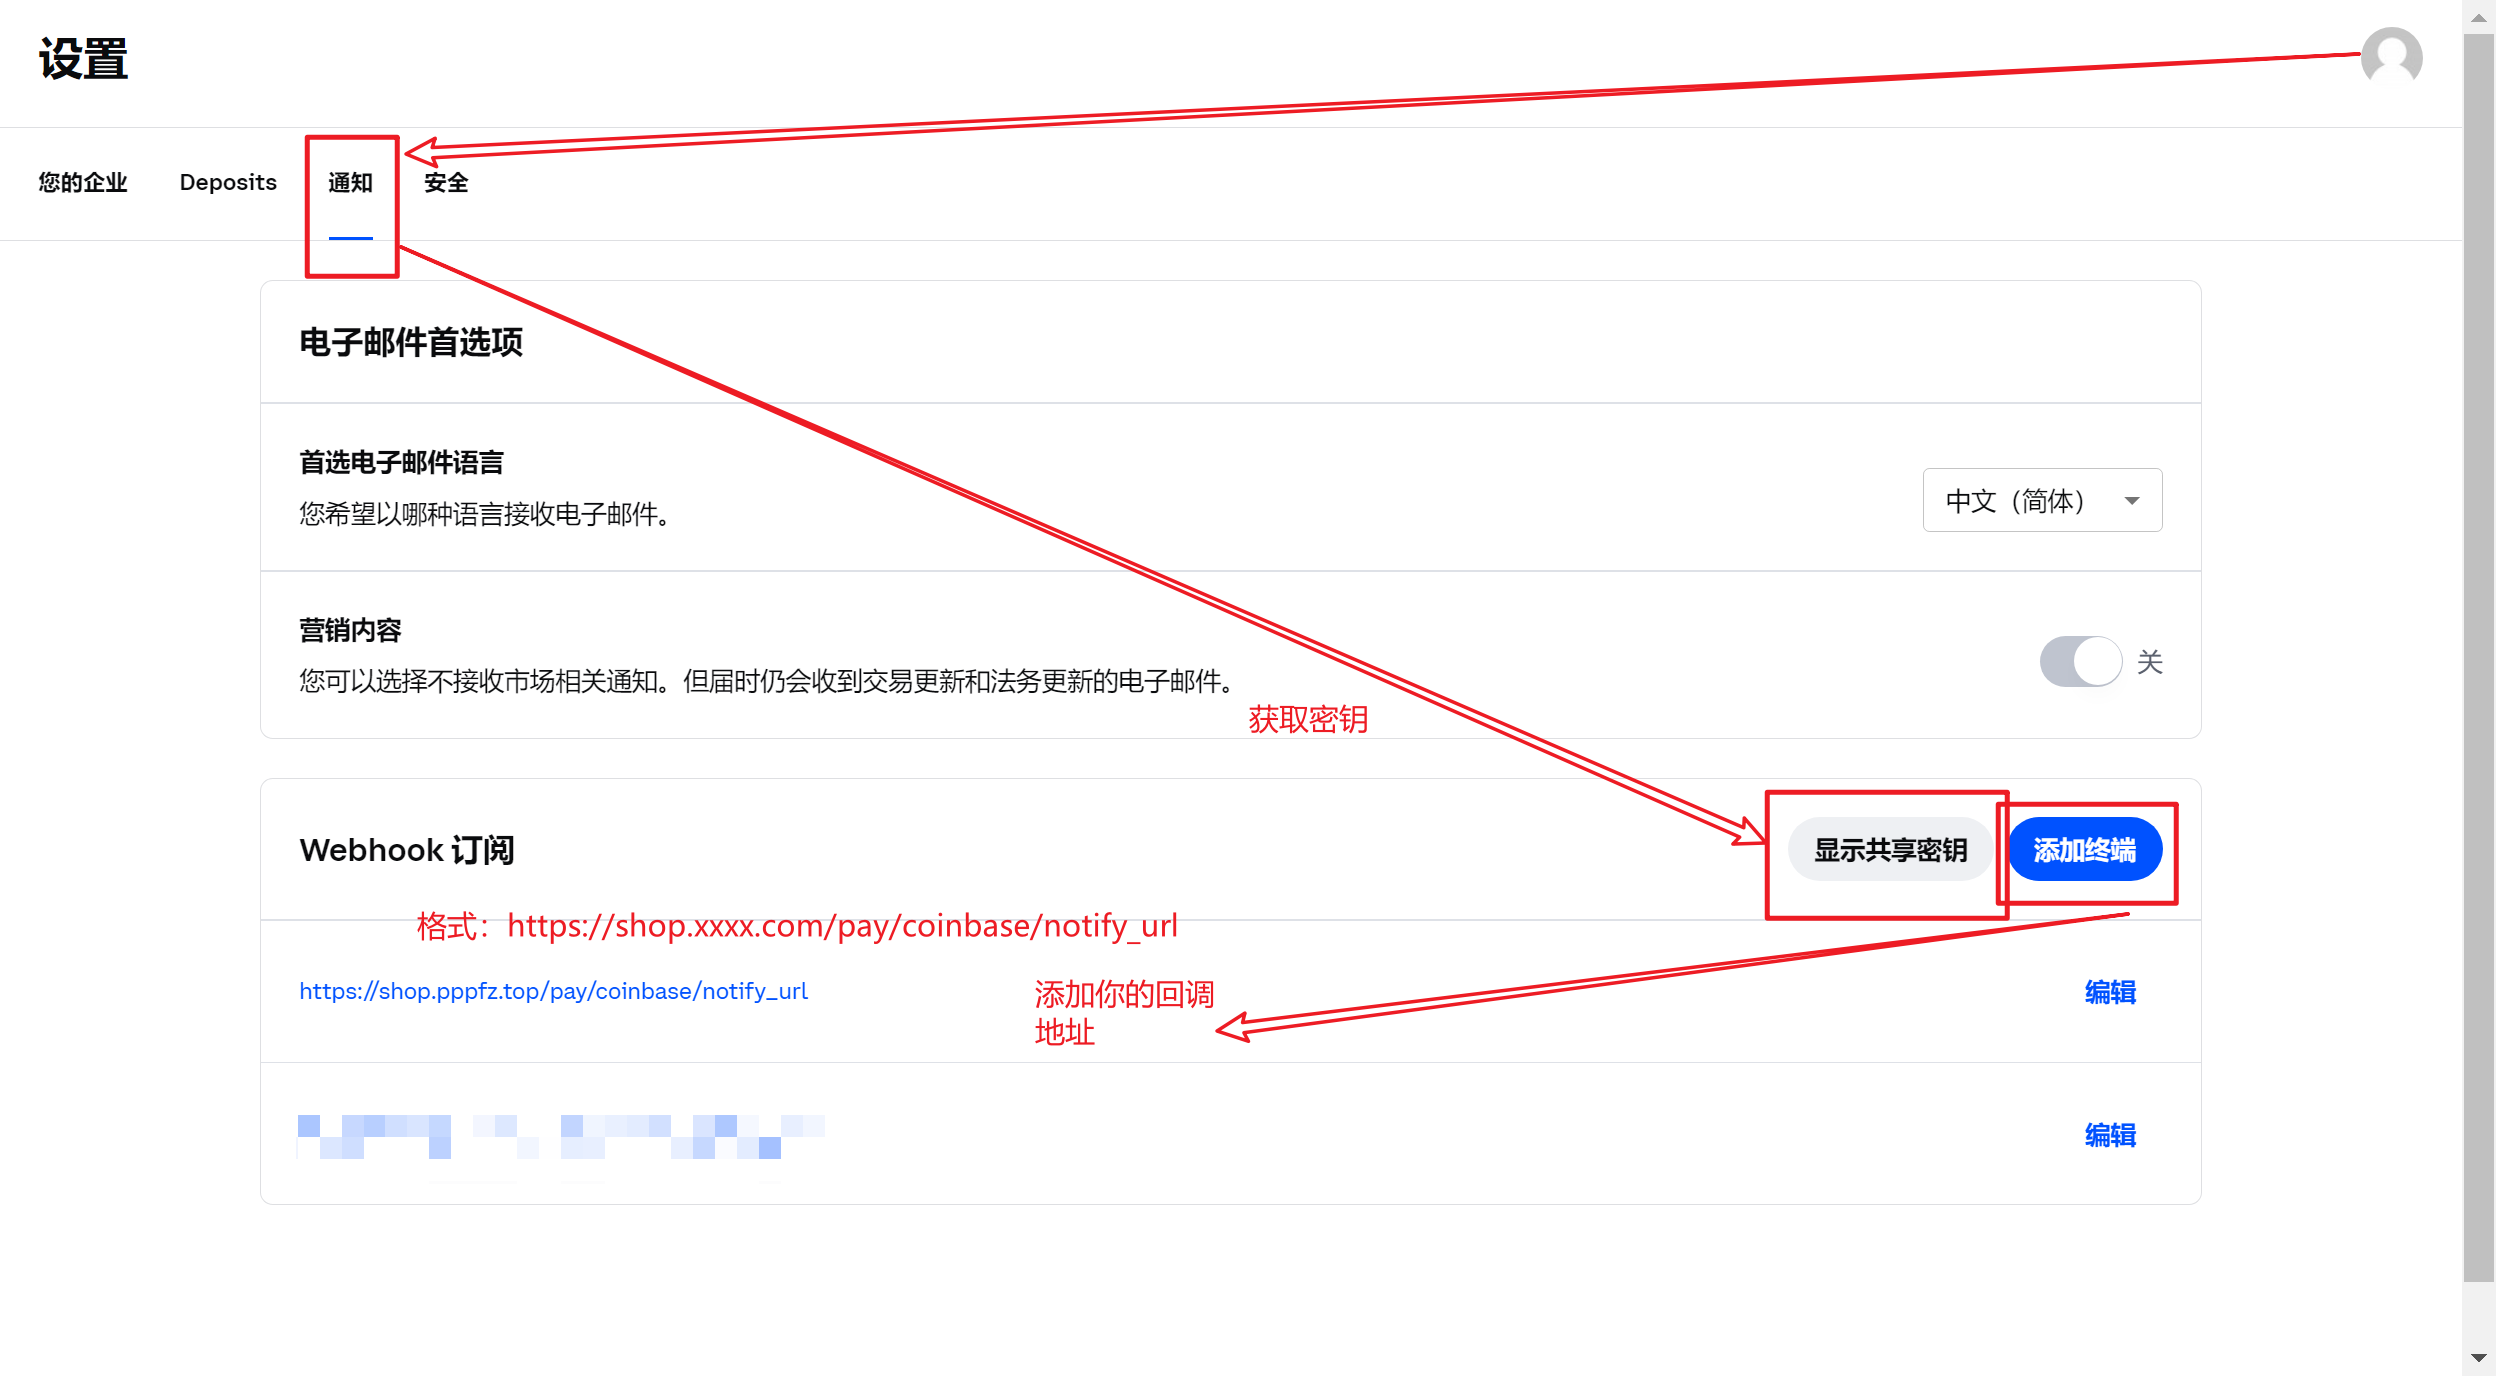 设置
您的企业
Deposits
通知
安全
电子邮件首选项
首选电子邮件语言
您希望以哪种语言接收电子邮件。
中文（简体）
营销内容
您可以选择不接收市场相关通知。但届时仍会收到交易更新和法务更新的电子邮件。
关
获取密钥
Webhook 订阅
显示共享密钥
添加终端
格式：https://shop.xxxx.com/pay/coinbase/notify_url
https://shop.pppfz.top/pay/coinbase/notify_url
添加你的回调
地址
编辑
编辑